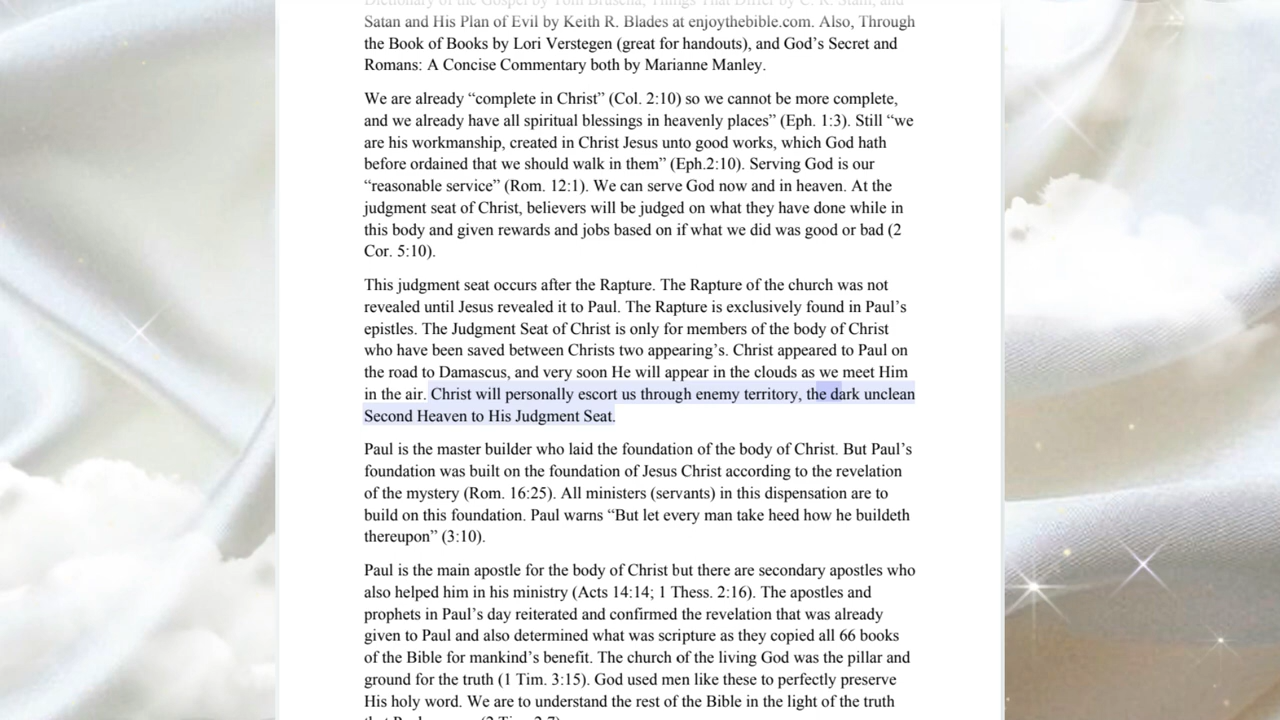 Dictionary of the Gospel by Tom Bruscha, Things That Differ by C. R. Stam, and
Satan and His Plan of Evil by Keith R. Blades at enjoythebible.com. Also, Through
the Book of Books by Lori Verstegen (great for handouts), and God’s Secret and
Romans: A Concise Commentary both by Marianne Manley.
We are already “complete in Christ” (Col. 2:10) so we cannot be more complete,
and we already have all spiritual blessings in heavenly places” (Eph. 1:3). Still “we
are his workmanship, created in Christ Jesus unto good works, which God hath
before ordained that we should walk in them” (Eph.2:10). Serving God is our
“reasonable service” (Rom. 12:1). We can serve God now and in heaven. At the
judgment seat of Christ, believers will be judged on what they have done while in
this body and given rewards and jobs based on if what we did was good or bad (2
Cor. 5:10).
This judgment seat occurs after the Rapture. The Rapture of the church was not
revealed until Jesus revealed it to Paul. The Rapture is exclusively found in Paul’s
epistles. The Judgment Seat of Christ is only for members of the body of Christ
who have been saved between Christs two appearing’s. Christ appeared to Paul on
the road to Damascus, and very soon He will appear in the clouds as we meet Him
in the air. Christ will personally escort us through enemy territory, the dark unclean
Second Heaven to His Judgment Seat.
Paul is the master builder who laid the foundation of the body of Christ. But Paul’s
foundation was built on the foundation of Jesus Christ according to the revelation
of the mystery (Rom. 16:25). All ministers (servants) in this dispensation are to
build on this foundation. Paul warns “But let every man take heed how he buildeth
thereupon” (3:10).
Paul is the main apostle for the body of Christ but there are secondary apostles who
also helped him in his ministry (Acts 14:14; 1 Thess. 2:16). The apostles and
prophets in Paul’s day reiterated and confirmed the revelation that was already
given to Paul and also determined what was scripture as they copied all 66 books
of the Bible for mankind’s benefit. The church of the living God was the pillar and
ground for the truth (1 Tim. 3:15). God used men like these to perfectly preserve
His holy word. We are to understand the rest of the Bible in the light of the truth